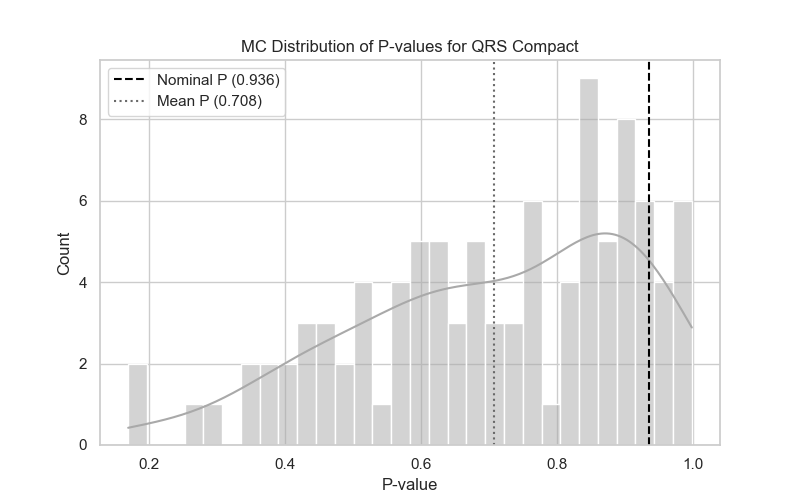 MC Distribution of P-values for QRS Compact
Nominal P (0.936)
Mean P (0.708)
8
6
4
2
0
Count
0.2 0.4 0.6 0.8 1.0
P-value